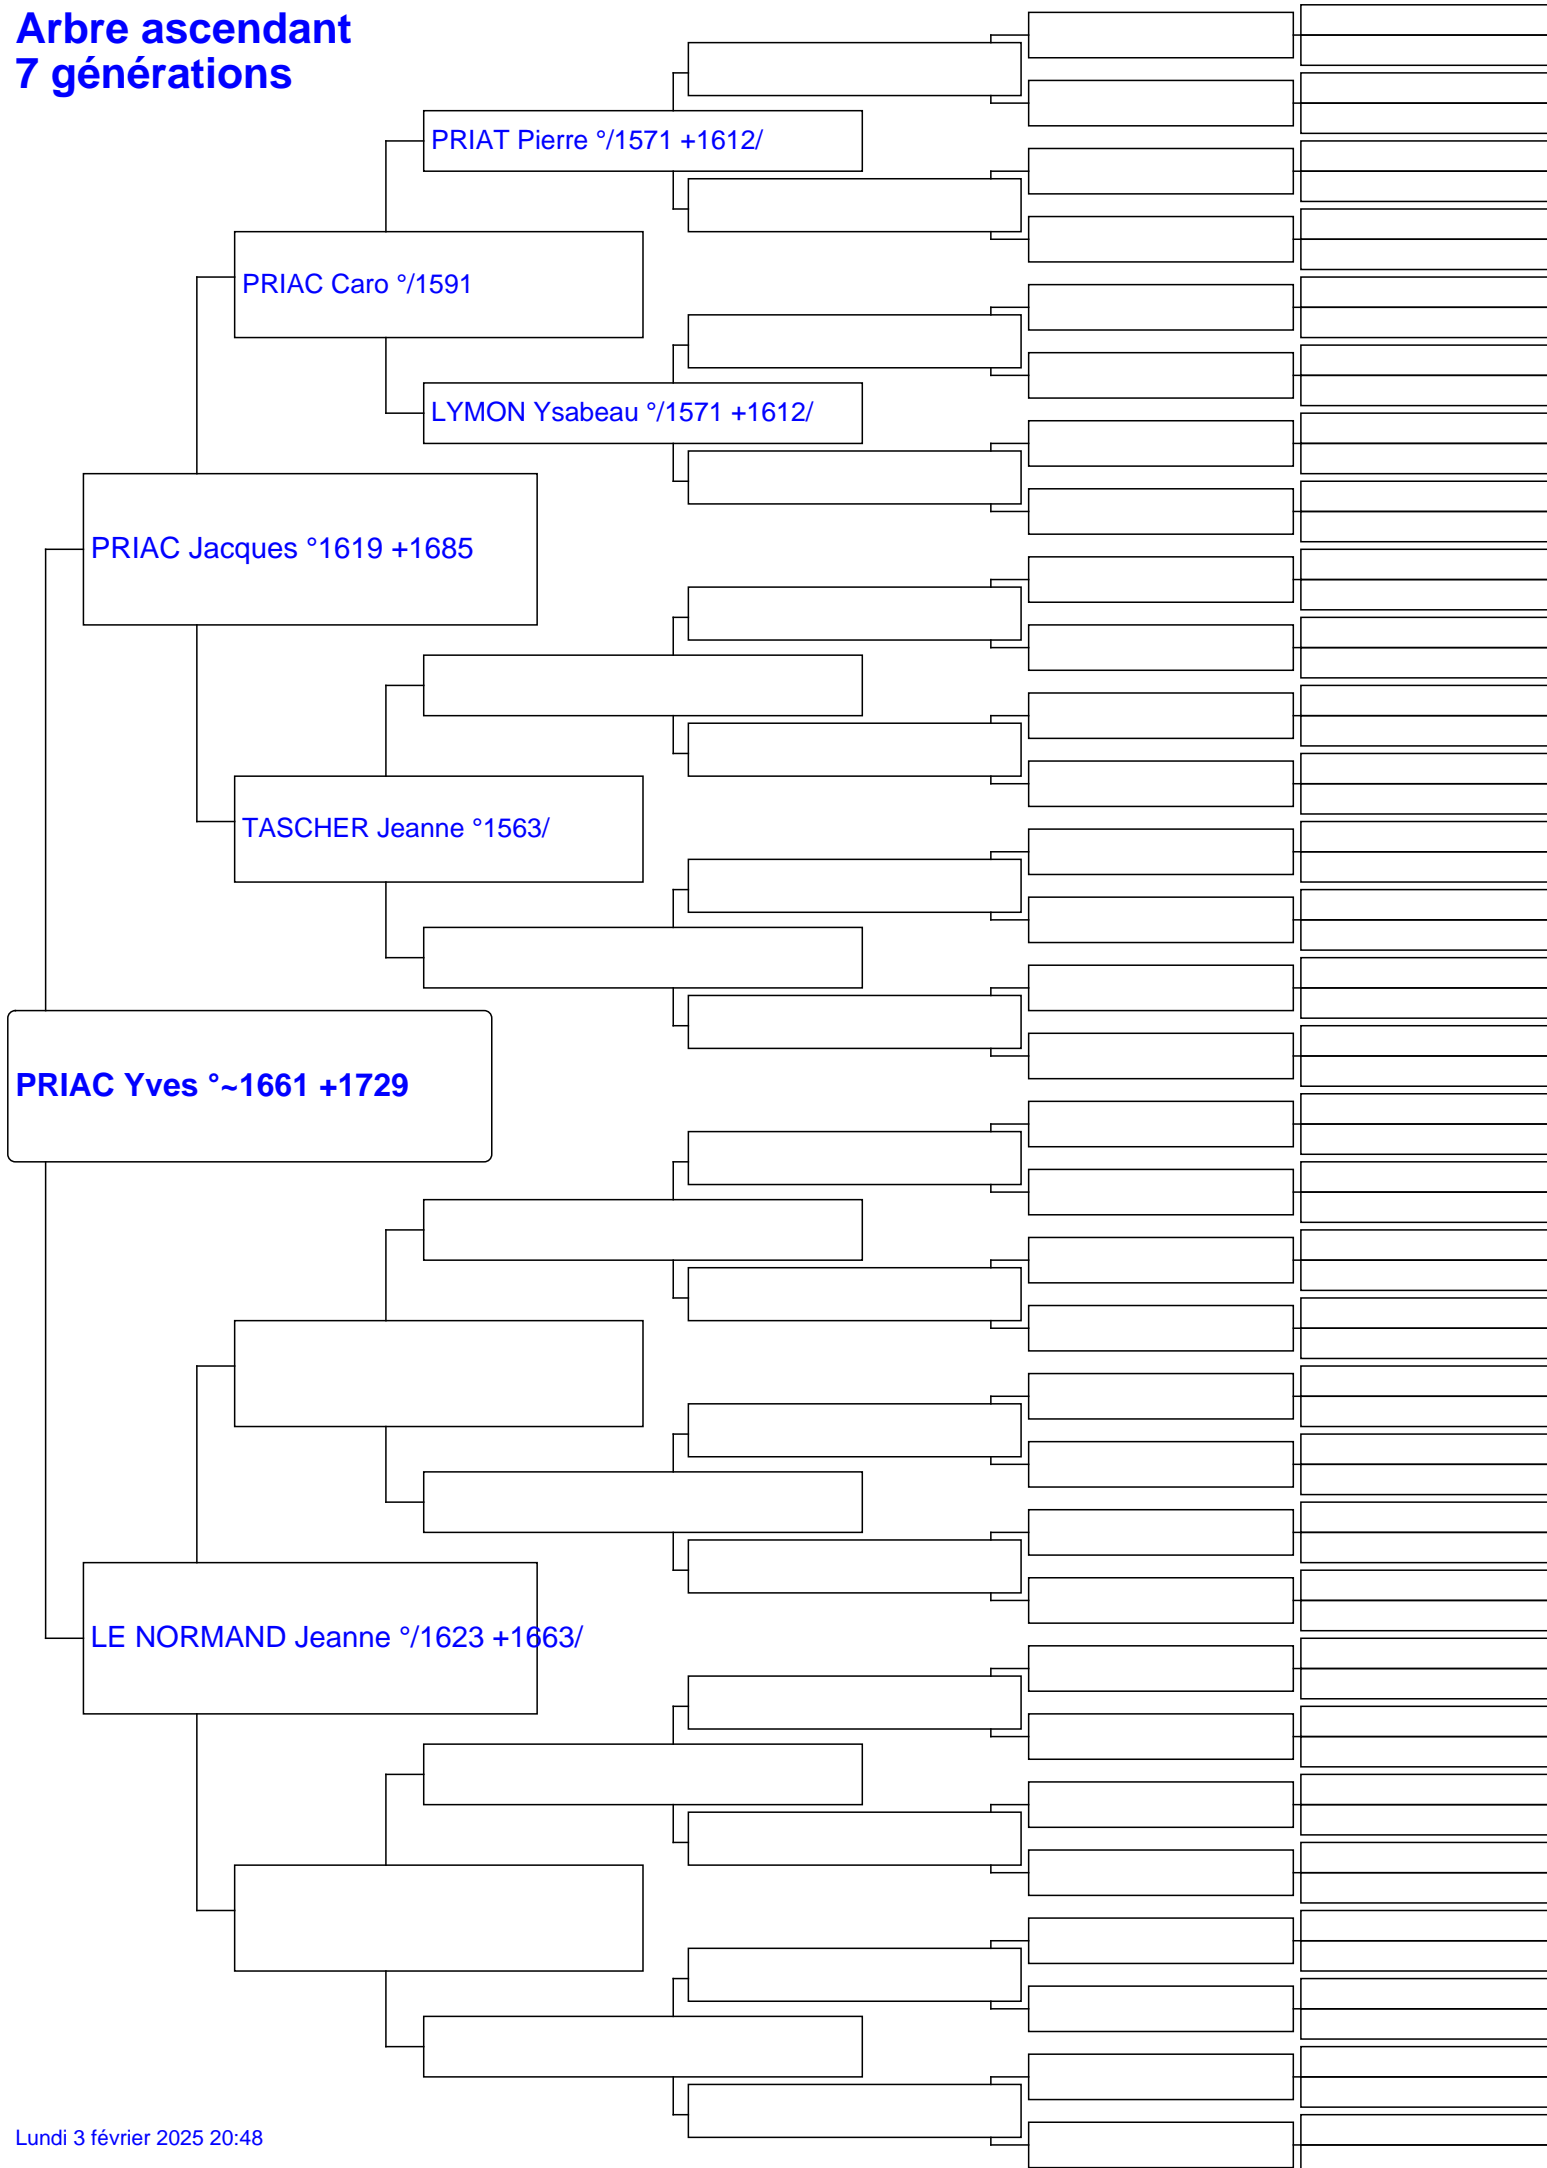 Arbre ascendant
7 générations
PRIAT Pierre °/1571 +1612/
PRIAC Caro °/1591
LYMON Ysabeau °/1571 +1612/
PRIAC Jacques °1619 +1685
TASCHER Jeanne °1563/
PRIAC Yves °~1661 +1729
LE NORMAND Jeanne °/1623 +1663/
Lundi 3 février 2025 20:48